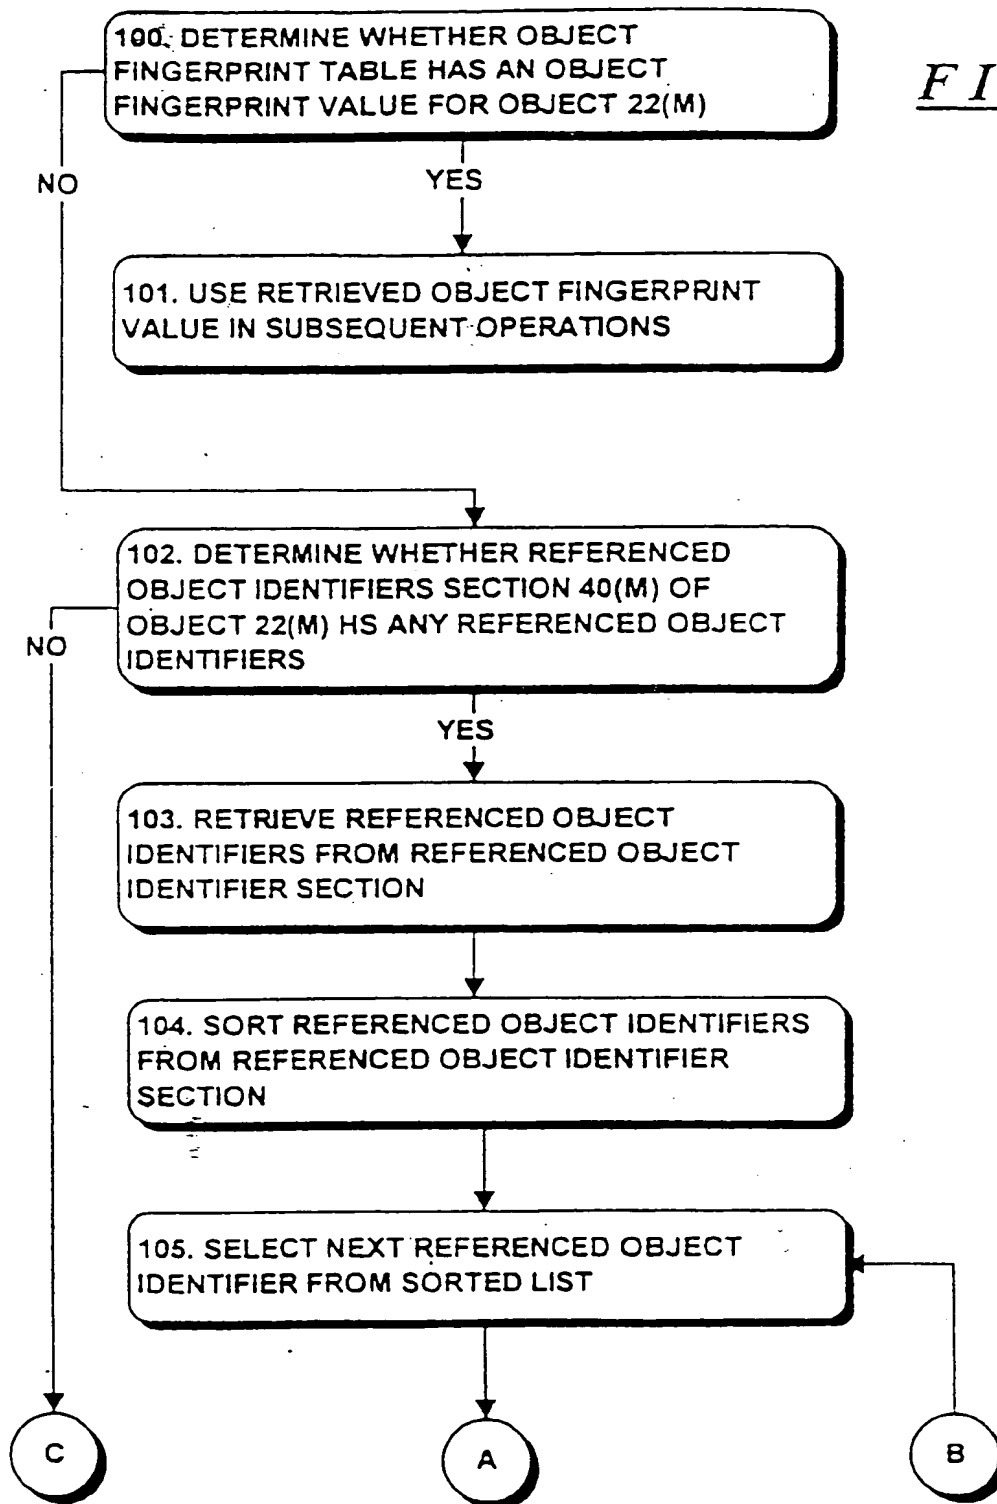 100. DETERMINE WHETHER OBJECT
FINGERPRINT TABLE HAS AN OBJECT
FINGERPRINT VALUE FOR OBJECT 22(M)
FI
NO
YES
101. USE RETRIEVED OBJECT FINGERPRINT
VALUE IN SUBSEQUENT OPERATIONS
102. DETERMINE WHETHER REFERENCED
OBJECT IDENTIFIERS SECTION 40(M) OF
OBJECT 22(M) HS ANY REFERENCED OBJECT
IDENTIFIERS
NO
YES
103. RETRIEVE REFERENCED OBJECT
IDENTIFIERS FROM REFERENCED OBJECT
IDENTIFIER SECTION
104. SORT REFERENCED OBJECT IDENTIFIERS
FROM REFERENCED OBJECT IDENTIFIER
SECTION
105. SELECT NEXT REFERENCED OBJECT
IDENTIFIER FROM SORTED LIST
C
A
B